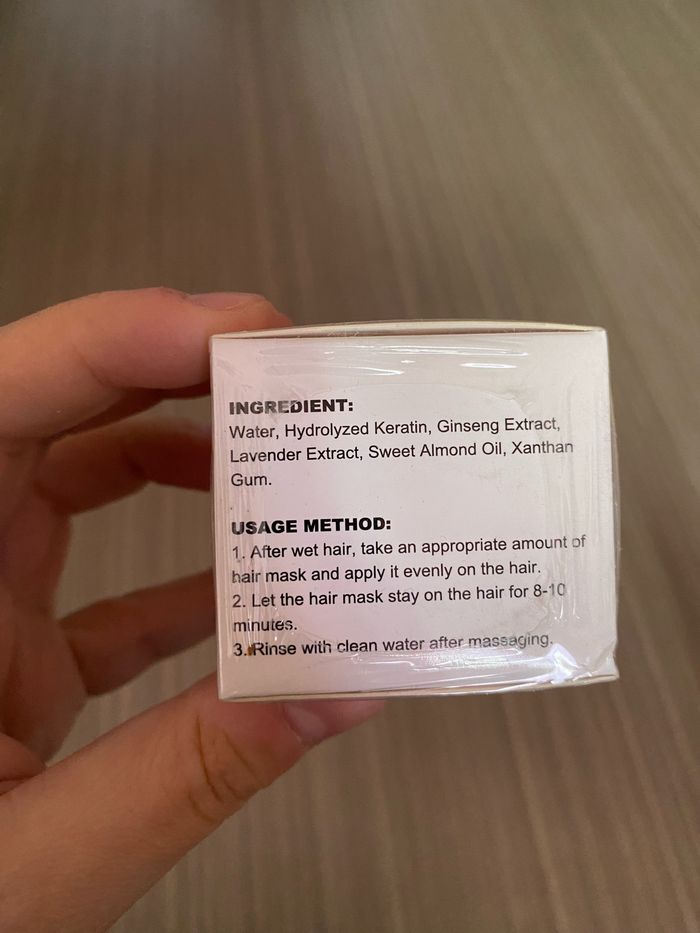 INGREDIENT:
Water, Hydrolyzed Keratin, Ginseng Extract,
Lavender Extract, Sweet Almond Oil, Xanthan
Gum.
USAGE METHOD:
1. After wet hair, take an appropriate amount of
hair mask and apply it evenly on the hair.
2. Let the hair mask stay on the hair for 8-10
minutes.
3. Rinse with clean water after massaging.